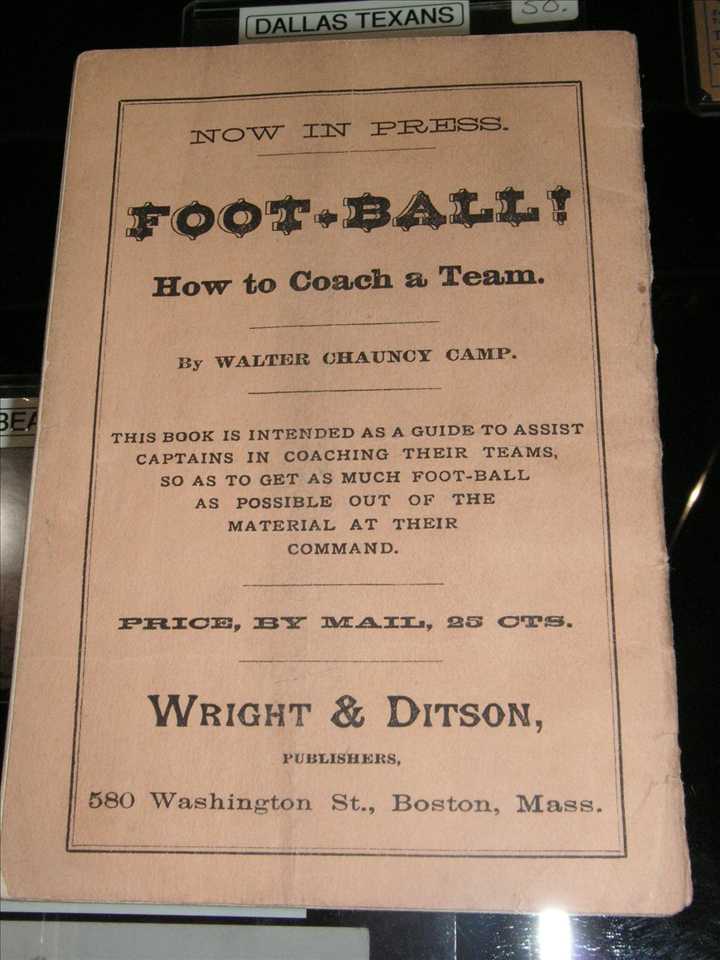 DALLAS TEXANS
50.
NOW IN PRESS.
FOOT-BALL!
How to Coach a Team.
By WALTER CHAUNCY CAMP.
THIS BOOK IS INTENDED AS A GUIDE TO ASSIST
CAPTAINS IN COACHING THEIR TEAMS,
SO AS TO GET AS MUCH FOOT-BALL
AS POSSIBLE OUT OF THE
MATERIAL AT THEIR
COMMAND.
PRICE, BY MAIL, 25 CTS.
WRIGHT & DITSON,
PUBLISHERS,
580 Washington St., Boston, Mass.
BEA